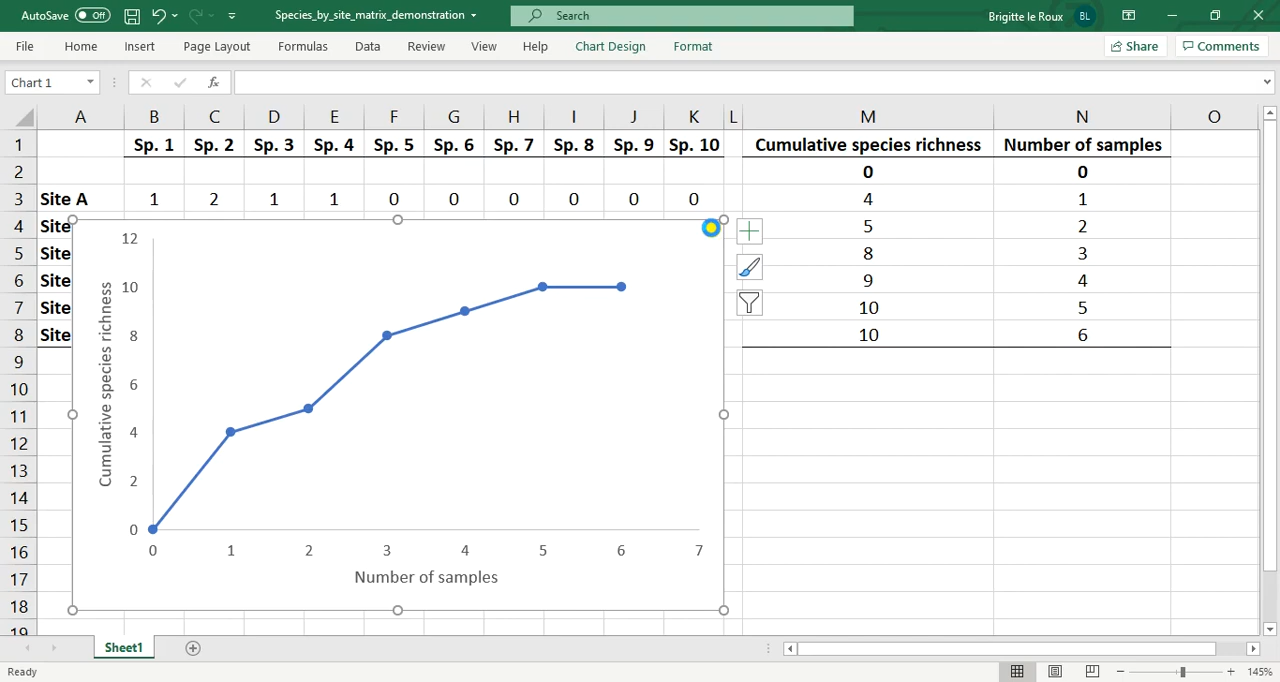 AutoSave Off Species_by_site_matrix_demonstration Search Brigitte le Roux BL
File Home Insert Page Layout Formulas Data Review View Help Chart Design Format Share Comments
Chart 1 fx
A B C D E F G H I J K L M N O
1 Sp. 1 Sp. 2 Sp. 3 Sp. 4 Sp. 5 Sp. 6 Sp. 7 Sp. 8 Sp. 9 Sp. 10 Cumulative species richness Number of samples
2 0 0
3 Site A 1 2 1 1 0 0 0 0 0 0 4 1
4 Site 5 2
5 Site 8 3
6 Site 9 4
7 Site 10 5
8 Site 10 6
9
10
11
12
13
14
15
16
17
18
19
12
10
8
6
4
2
0
Cumulative species richness
0 1 2 3 4 5 6 7
Number of samples
Sheet1
Ready 145%